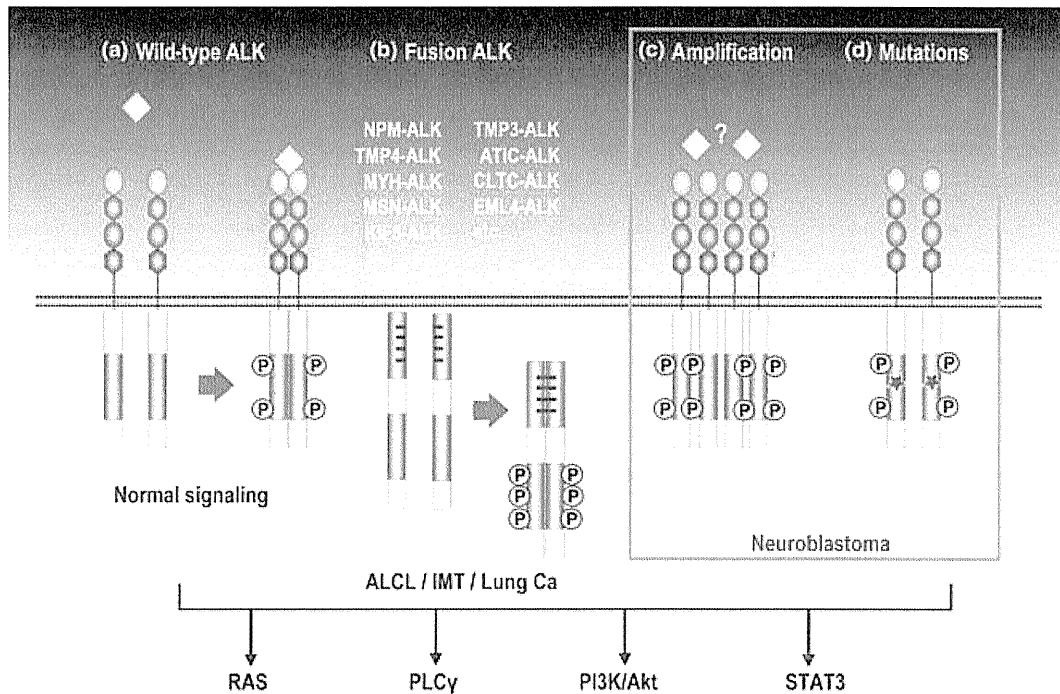 (a) Wild-type ALK
(b) Fusion ALK
(c) Amplification
(d) Mutations
NPM-ALK TMP3-ALK
TMP4-ALK ATIC-ALK
MYH-ALK CLTC-ALK
MSN-ALK EML4-ALK
?
P P
P P
P P P P
P P P P
P P
P P
P P
P P
P P
Normal signaling
Neuroblastoma
ALCL / IMT / Lung Ca
RAS PLCγ PI3K/Akt STAT3